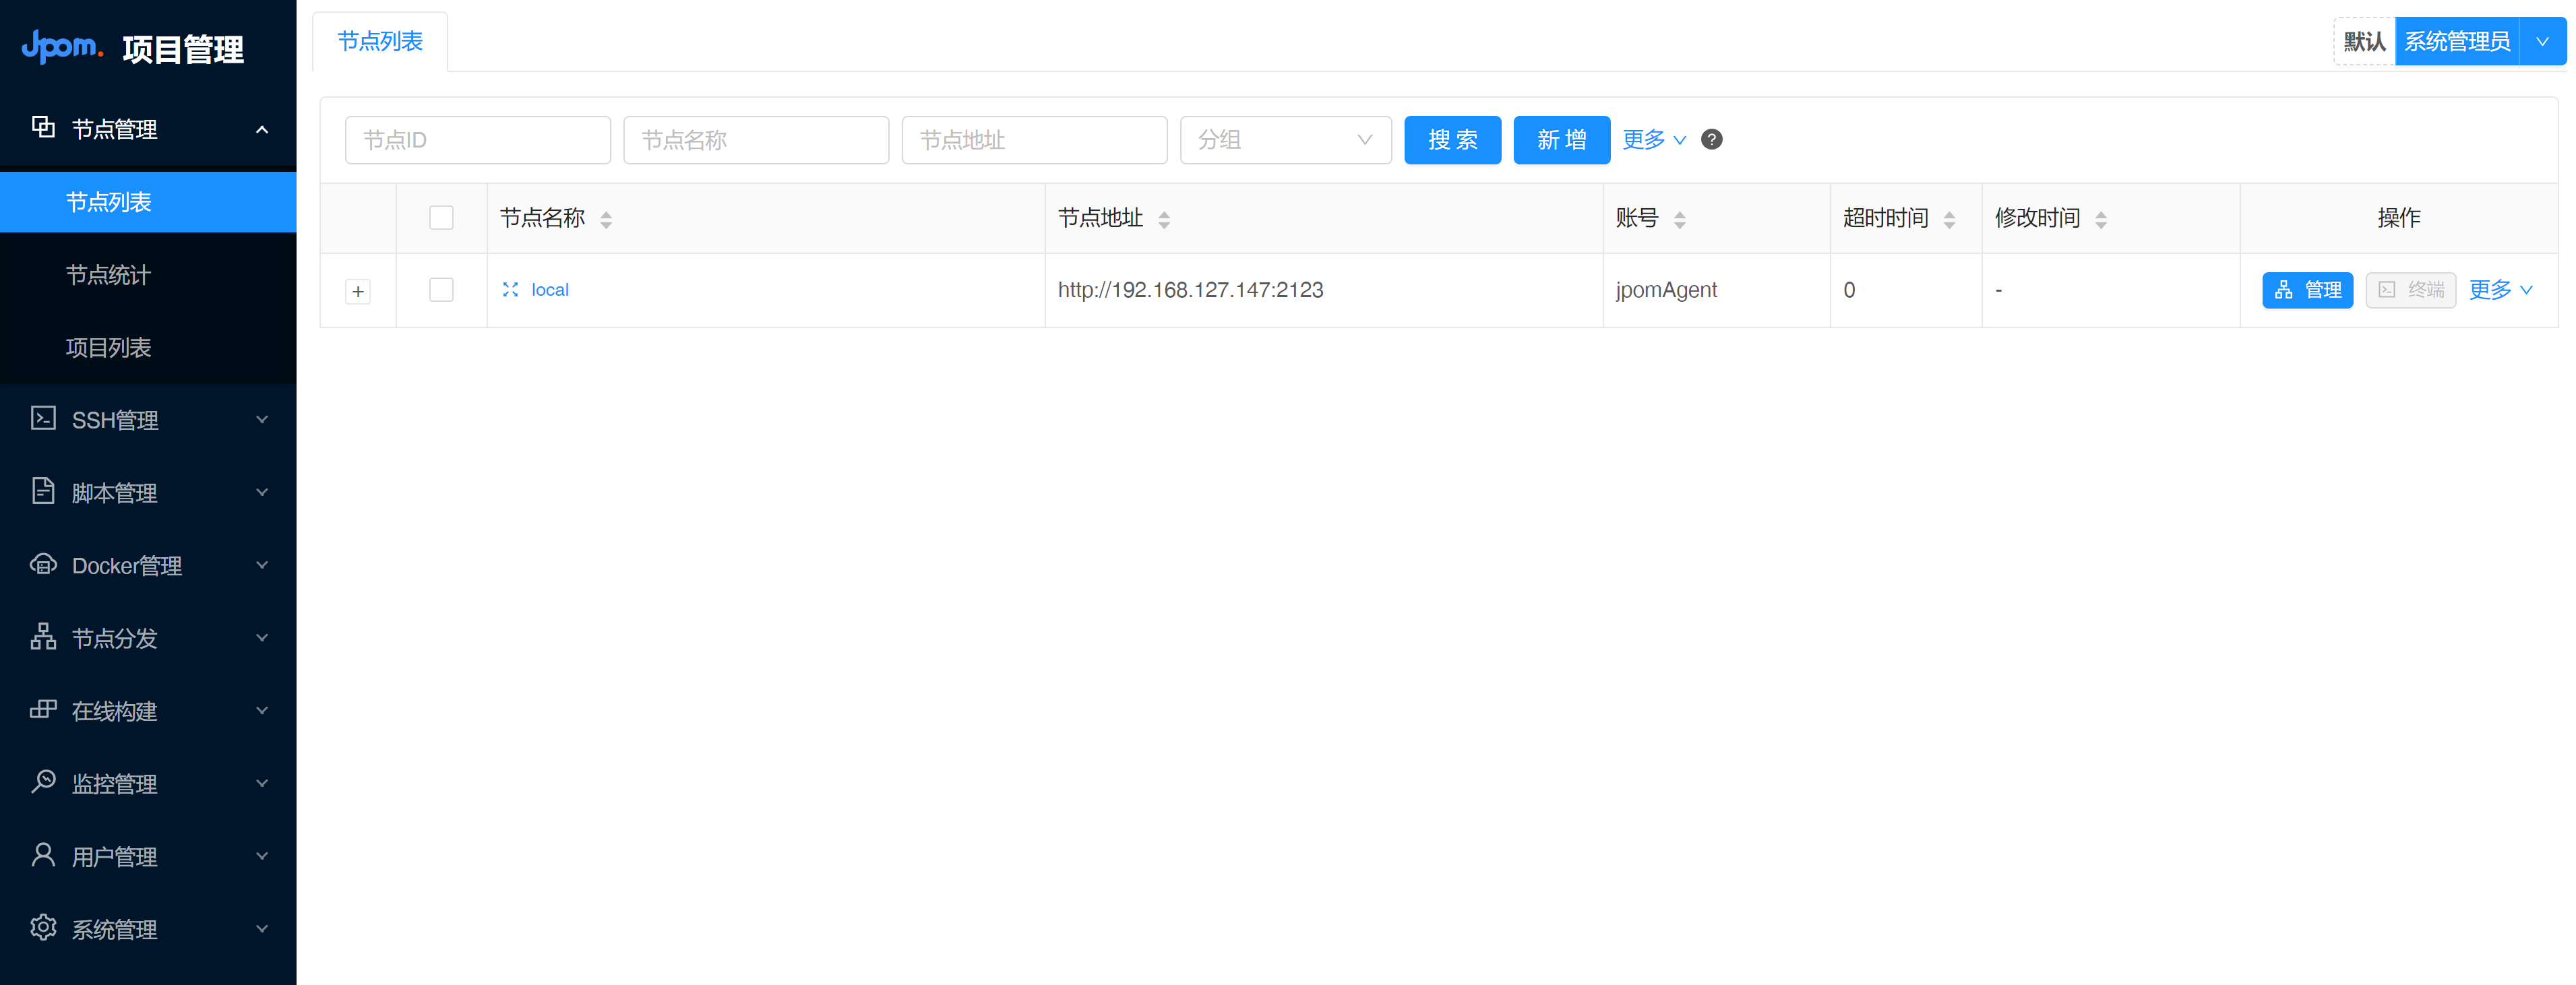 Jpom. 项目管理
节点管理
节点列表
节点统计
项目列表
SSH管理
脚本管理
Docker管理
节点分发
在线构建
监控管理
用户管理
系统管理
节点列表
默认 系统管理员
节点ID 节点名称 节点地址 分组 搜索 新增 更多 ?
节点名称 节点地址 账号 超时时间 修改时间 操作
+ local http://192.168.127.147:2123 jpomAgent 0 - 管理 终端 更多